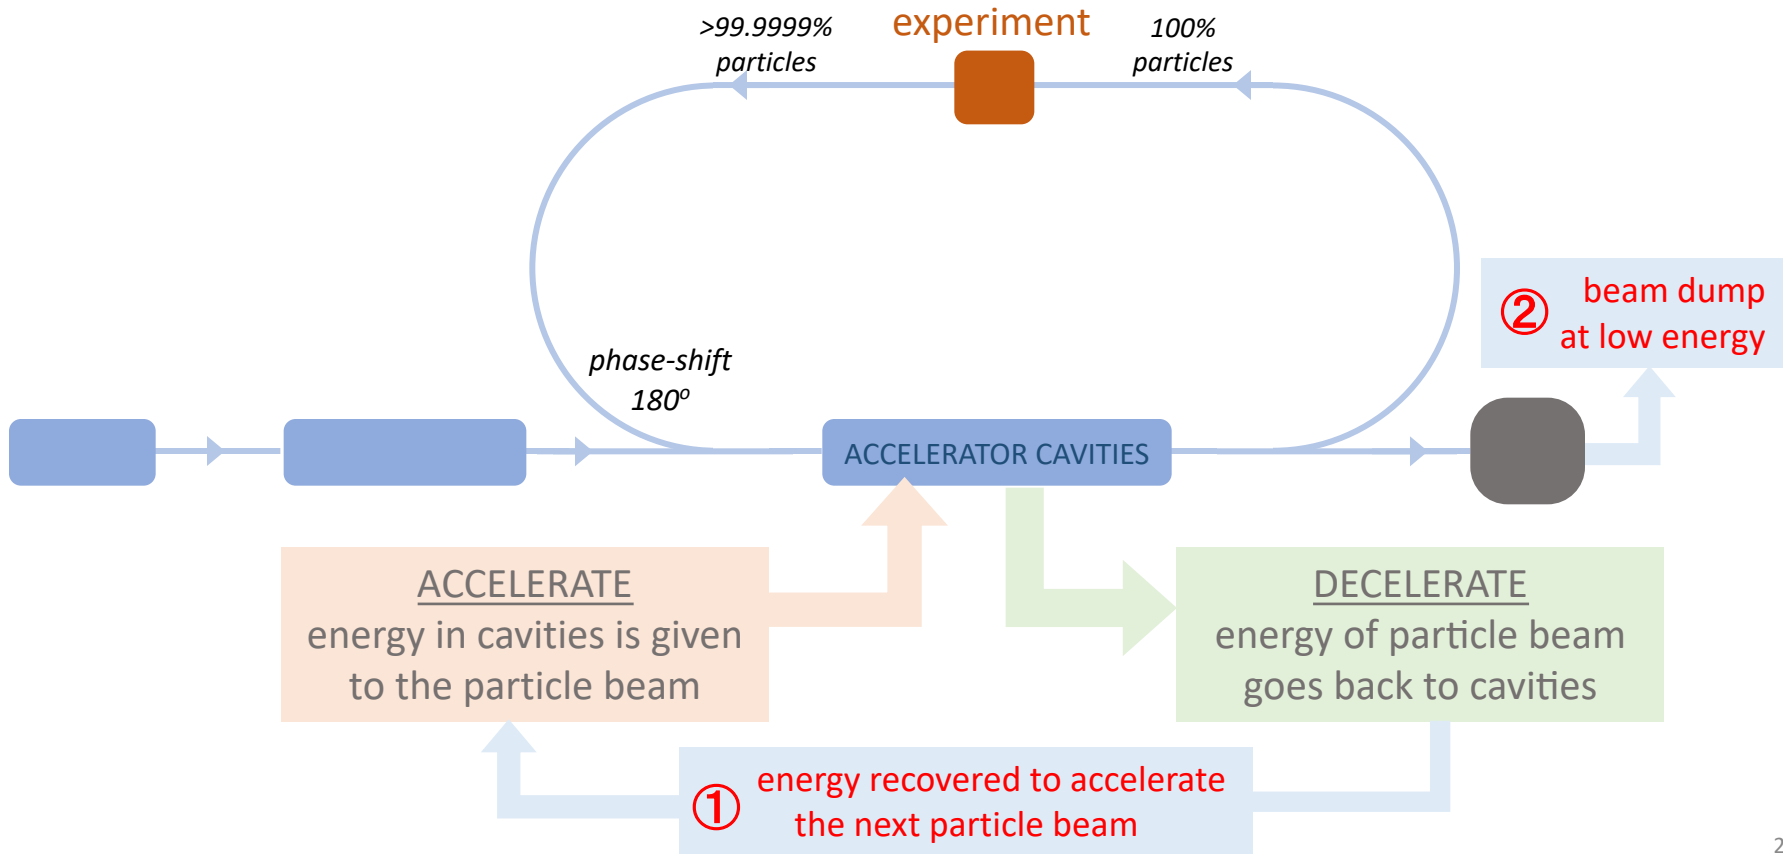 >99.9999%
particles
experiment
100%
particles
② beam dump
at low energy
phase-shift
180º
ACCELERATOR CAVITIES
ACCELERATE
energy in cavities is given
to the particle beam
DECELERATE
energy of particle beam
goes back to cavities
① energy recovered to accelerate
the next particle beam
2